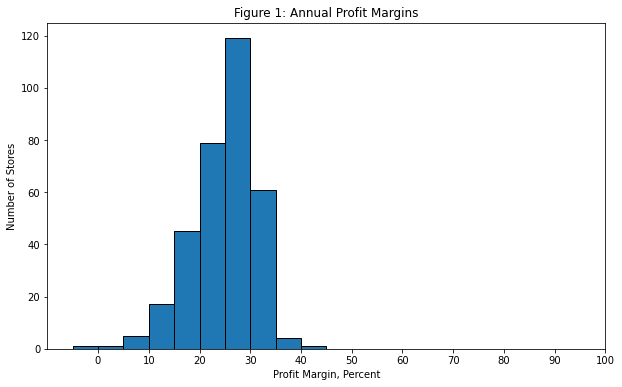 Figure 1: Annual Profit Margins
120
100
80
60
40
20
0
Number of Stores
0 10 20 30 40 50 60 70 80 90 100
Profit Margin, Percent